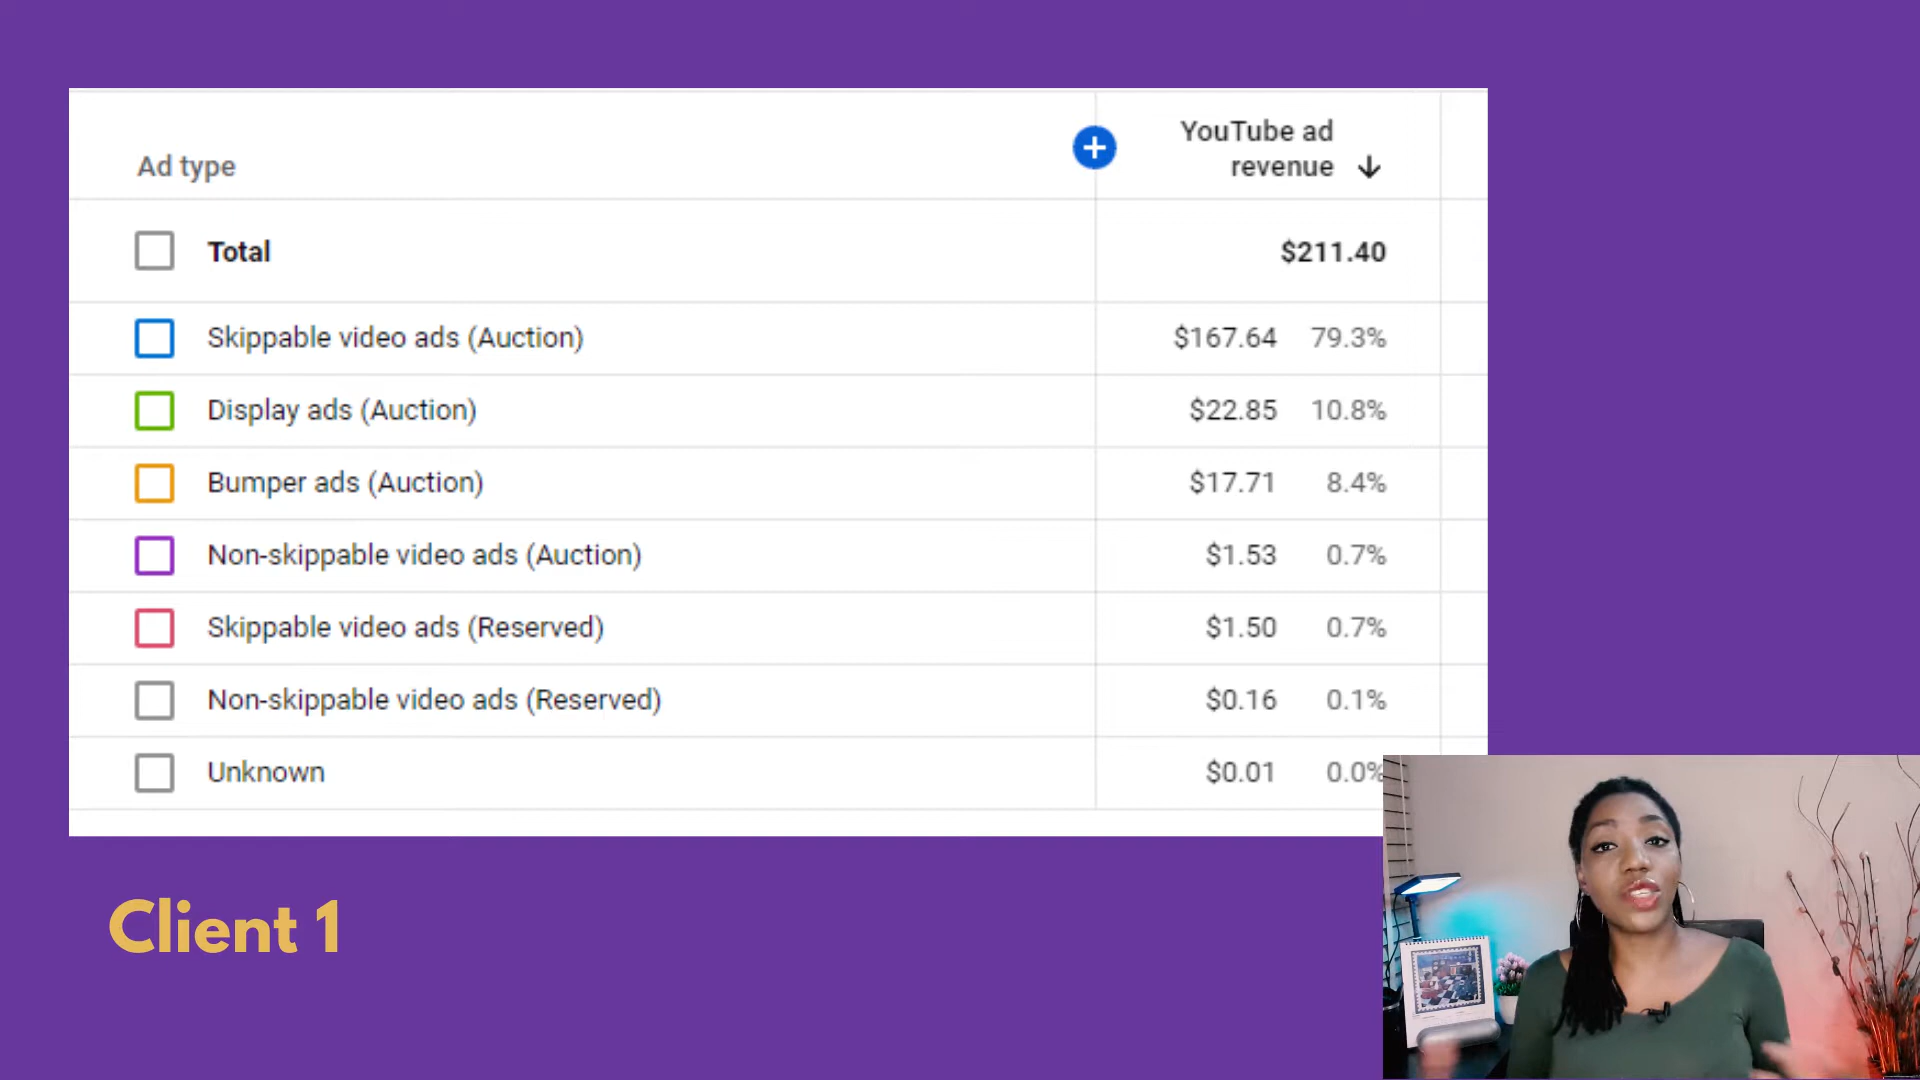 Ad type
YouTube ad
revenue
Total $211.40
Skippable video ads (Auction) $167.64 79.3%
Display ads (Auction) $22.85 10.8%
Bumper ads (Auction) $17.71 8.4%
Non-skippable video ads (Auction) $1.53 0.7%
Skippable video ads (Reserved) $1.50 0.7%
Non-skippable video ads (Reserved) $0.16 0.1%
Unknown $0.01 0.0%
Client 1